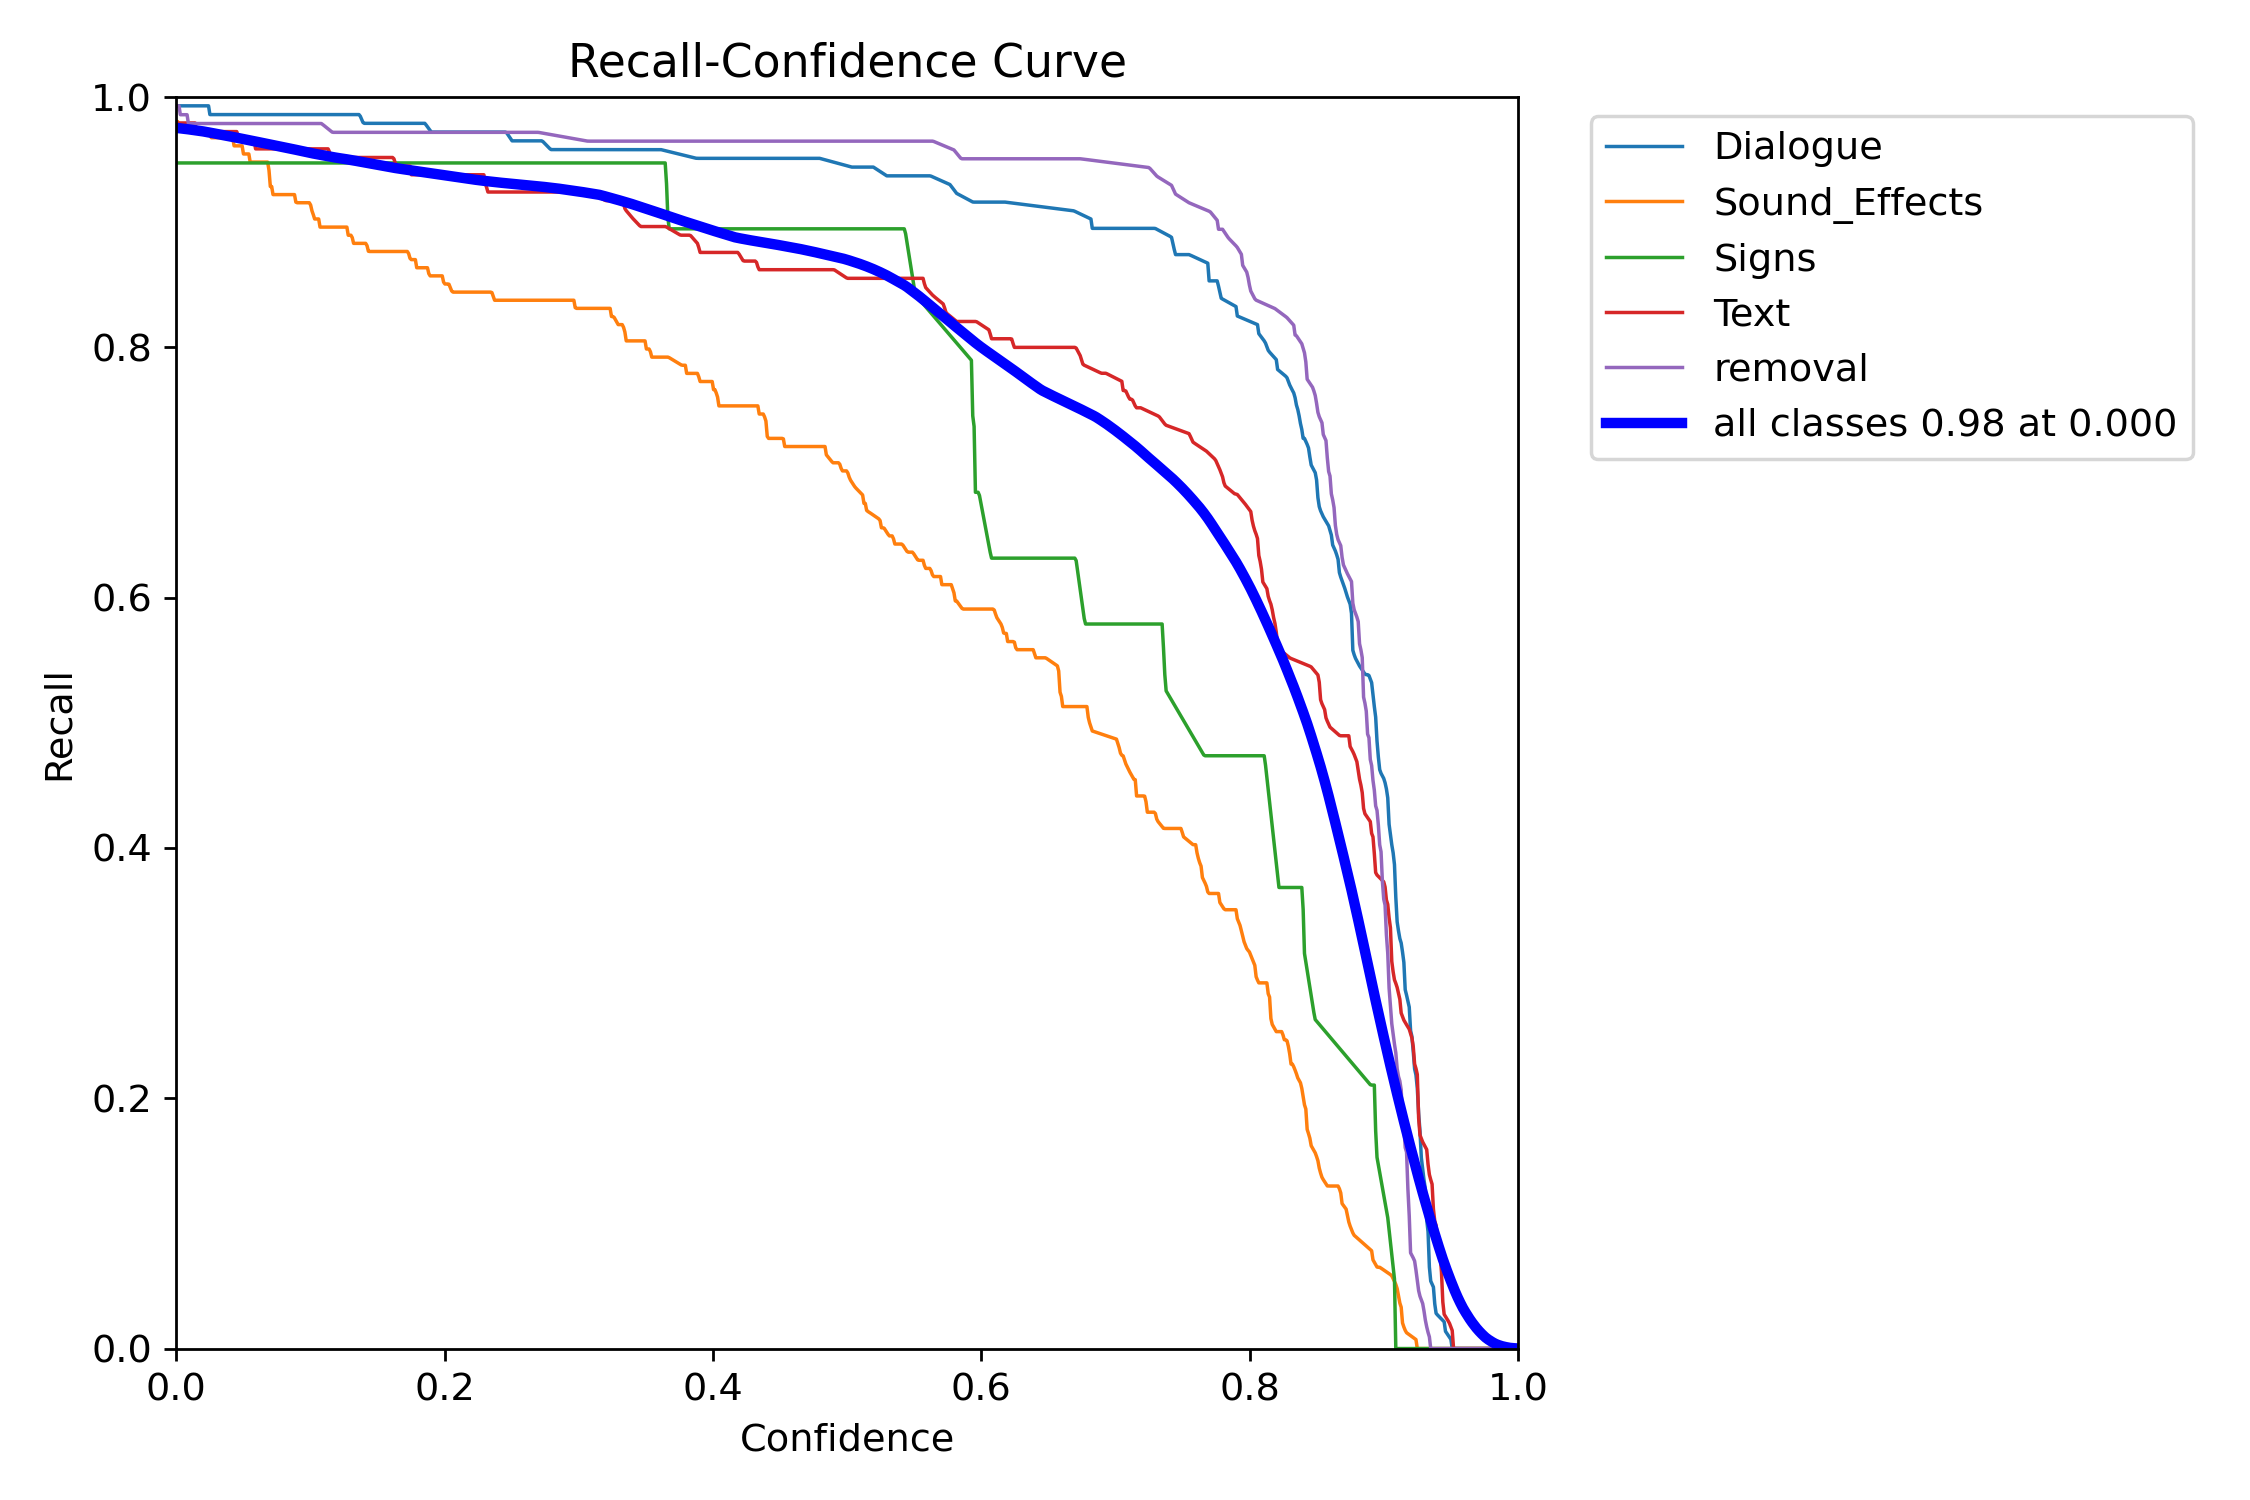 Recall-Confidence Curve
1.0
0.8
0.6
0.4
0.2
0.0
Recall
0.0 0.2 0.4 0.6 0.8 1.0
Confidence
Dialogue
Sound_Effects
Signs
Text
removal
all classes 0.98 at 0.000